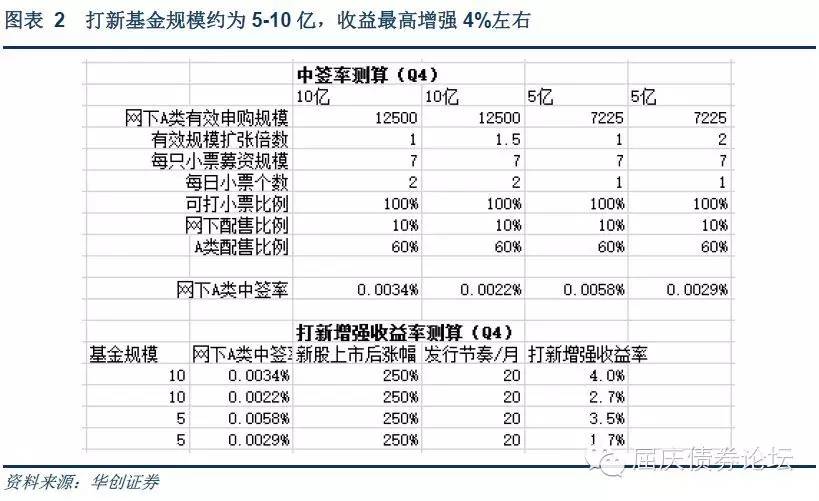 图表 2 打新基金规模约为 5-10 亿，收益最高增强 4%左右
中签率测算（Q4）
10亿 10亿 5亿 5亿
网下A类有效申购规模 12500 12500 7225 7225
有效规模扩张倍数 1 1.5 1 2
每只小票募资规模 7 7 7 7
每日小票个数 2 2 1 1
可打小票比例 100% 100% 100% 100%
网下配售比例 10% 10% 10% 10%
A类配售比例 60% 60% 60% 60%
网下A类中签率 0.0034% 0.0022% 0.0058% 0.0029%
打新增强收益率测算（Q4）
基金规模 网下A类中签率 新股上市后涨幅 发行节奏/月 打新增强收益率
10 0.0034% 250% 20 4.0%
10 0.0022% 250% 20 2.7%
5 0.0058% 250% 20 3.5%
5 0.0029% 250% 20 1.7%
屈庆债券论坛
资料来源：华创证券